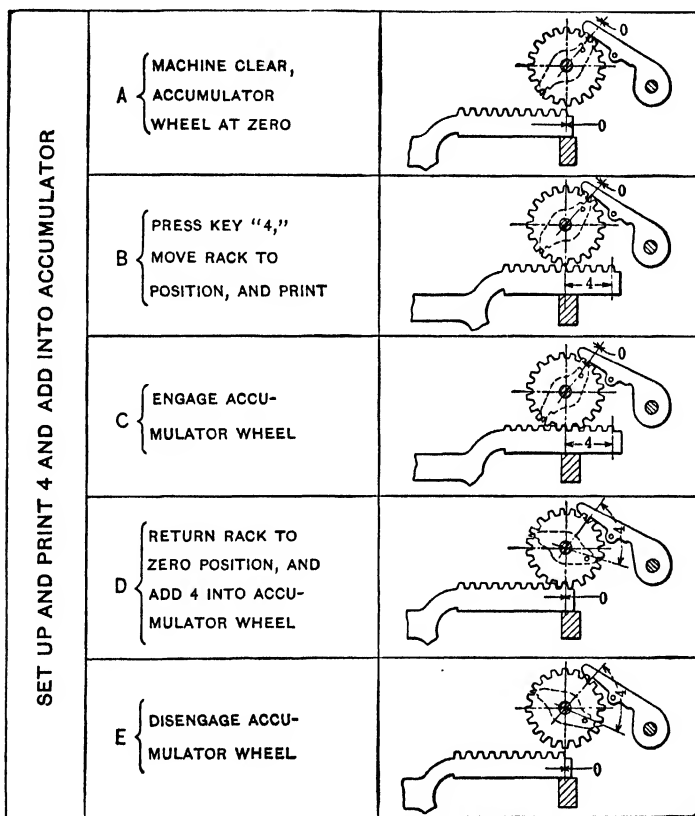 SET UP AND PRINT 4 AND ADD INTO ACCUMULATOR
A
MACHINE CLEAR,
ACCUMULATOR
WHEEL AT ZERO
0
0
B
PRESS KEY "4,"
MOVE RACK TO
POSITION, AND PRINT
0
4
C
ENGAGE ACCU-
MULATOR WHEEL
0
4
D
RETURN RACK TO
ZERO POSITION, AND
ADD 4 INTO ACCU-
MULATOR WHEEL
4
0
E
DISENGAGE ACCU-
MULATOR WHEEL
4
0